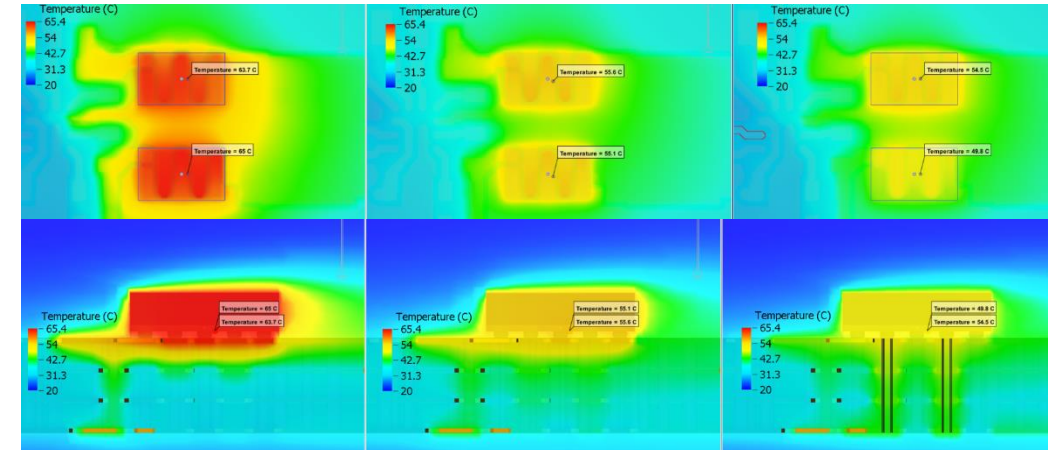 Temperature (C)
65.4
54
42.7
31.3
20
Temperature = 63.7 C
Temperature = 65 C
Temperature (C)
65.4
54
42.7
31.3
20
Temperature = 55.6 C
Temperature = 55.1 C
Temperature (C)
65.4
54
42.7
31.3
20
Temperature = 54.5 C
Temperature = 49.8 C
Temperature (C)
65.4
54
42.7
31.3
20
Temperature = 65 C
Temperature = 63.7 C
Temperature (C)
65.4
54
42.7
31.3
20
Temperature = 55.1 C
Temperature = 55.6 C
Temperature (C)
65.4
54
42.7
31.3
20
Temperature = 49.8 C
Temperature = 54.5 C